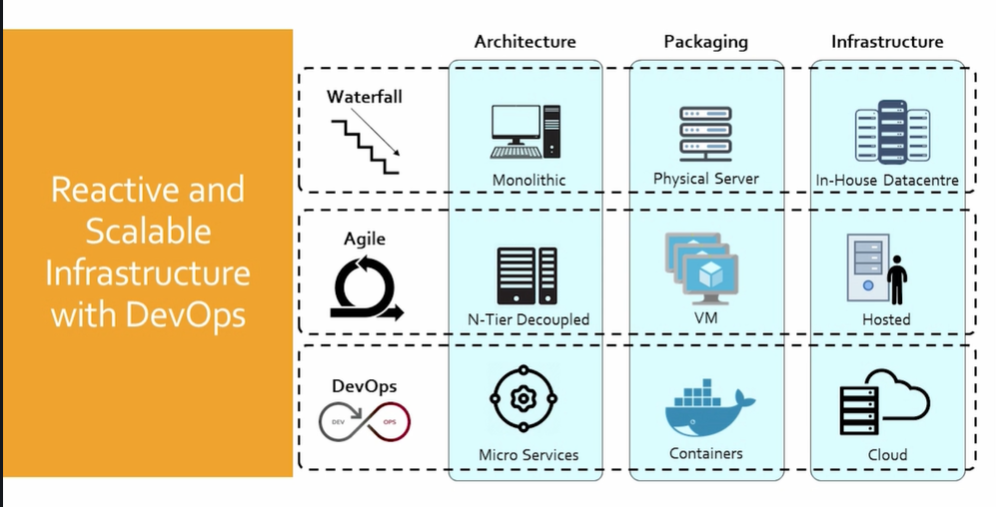 Reactive and
Scalable
Infrastructure
with DevOps
Architecture
Packaging
Infrastructure
Waterfall
Monolithic
Physical Server
In-House Datacentre
Agile
N-Tier Decoupled
VM
Hosted
DevOps
DEV
OPS
Micro Services
Containers
Cloud